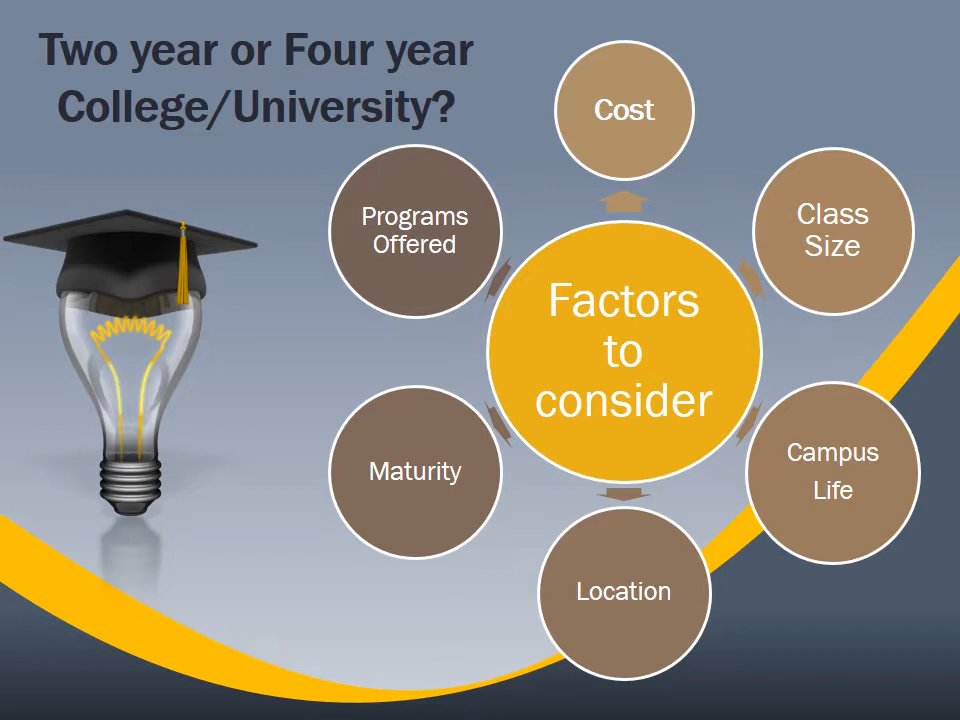 Two year or Four year
College/University?
Cost
Class
Size
Campus
Life
Location
Maturity
Programs
Offered
Factors
to
consider